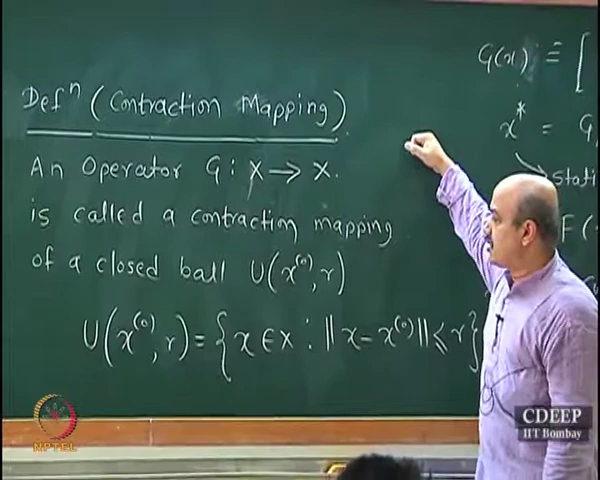 Defⁿ (Contraction Mapping)
An Operator G : X → X.
is called a contraction mapping
of a closed ball U(x⁽⁰⁾, r)
U(x⁽⁰⁾, r) = { x ∈ X : || x - x⁽⁰⁾ || ≤ r }
G(x) ≡ [
x* = G
F (
NPTEL
CDEEP
IIT Bombay